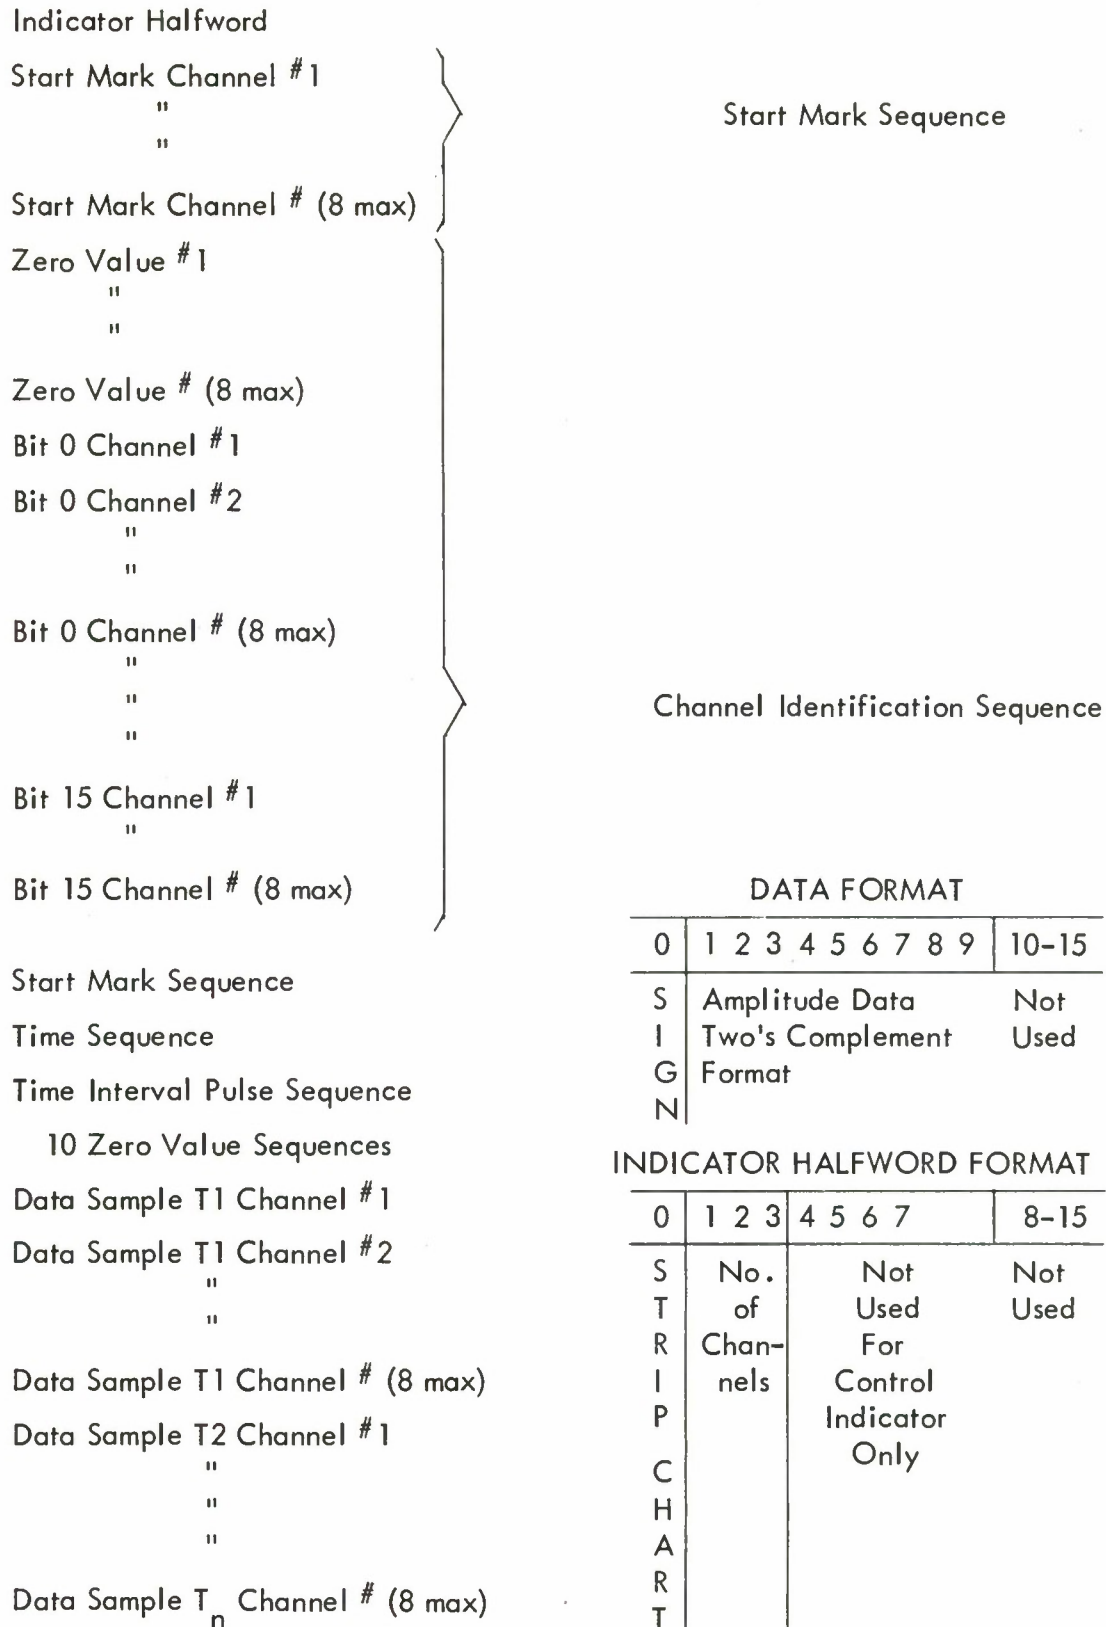 Indicator Halfword
Start Mark Channel #1
"
"
Start Mark Channel # (8 max)
Start Mark Sequence
Zero Value #1
"
"
Zero Value # (8 max)
Bit 0 Channel #1
Bit 0 Channel #2
"
"
Bit 0 Channel # (8 max)
"
"
"
Bit 15 Channel #1
"
Bit 15 Channel # (8 max)
Channel Identification Sequence
Start Mark Sequence
Time Sequence
Time Interval Pulse Sequence
10 Zero Value Sequences
Data Sample T1 Channel #1
Data Sample T1 Channel #2
"
"
Data Sample T1 Channel # (8 max)
Data Sample T2 Channel #1
"
"
"
Data Sample Tn Channel # (8 max)
DATA FORMAT
0 1 2 3 4 5 6 7 8 9 10-15
SIGN
Amplitude Data
Two's Complement
Format
Not
Used
INDICATOR HALFWORD FORMAT
0 1 2 3 4 5 6 7 8-15
STRIP CHART
No.
of
Chan-
nels
Not
Used
For
Control
Indicator
Only
Not
Used